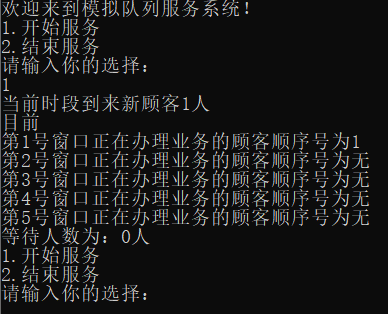 欢迎来到模拟队列服务系统!
1.开始服务
2.结束服务
请输入你的选择:
1
当前时段到来新顾客1人
目前
第1号窗口正在办理业务的顾客顺序号为1
第2号窗口正在办理业务的顾客顺序号为无
第3号窗口正在办理业务的顾客顺序号为无
第4号窗口正在办理业务的顾客顺序号为无
第5号窗口正在办理业务的顾客顺序号为无
等待人数为:0人
1.开始服务
2.结束服务
请输入你的选择: